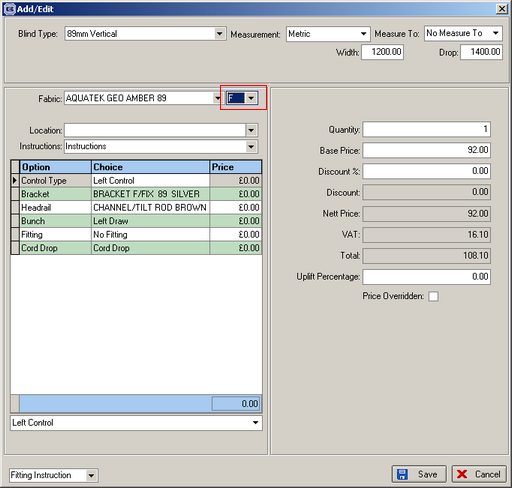 Add/Edit
Blind Type: 89mm Vertical Measurement: Metric Measure To: No Measure To
Width: 1200.00 Drop: 1400.00
Fabric: AQUATEK GEO AMBER 89 F
Location:
Instructions: Instructions
Option Choice Price
Control Type Left Control £0.00
Bracket BRACKET F/FIX 89 SILVER £0.00
Headrail CHANNEL/TILT ROD BROWN £0.00
Bunch Left Draw £0.00
Fitting No Fitting £0.00
Cord Drop Cord Drop £0.00
0.00
Left Control
Quantity: 1
Base Price: 92.00
Discount %: 0.00
Discount: 0.00
Nett Price: 92.00
VAT: 16.10
Total: 108.10
Uplift Percentage: 0.00
Price Overridden:
Fitting Instruction Save Cancel